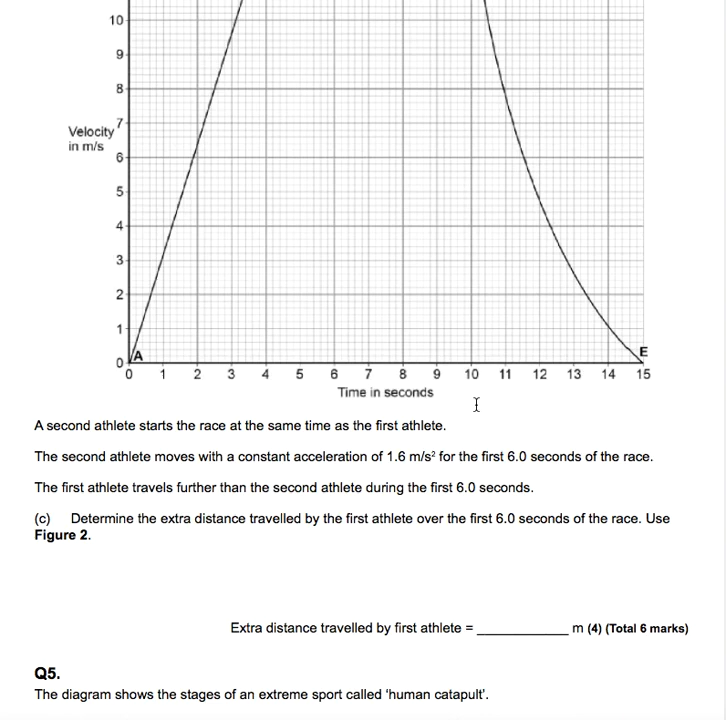 10
9
8
7
Velocity
in m/s
6
5
4
3
2
1
0
A
E
0 1 2 3 4 5 6 7 8 9 10 11 12 13 14 15
Time in seconds
A second athlete starts the race at the same time as the first athlete.
The second athlete moves with a constant acceleration of 1.6 m/s² for the first 6.0 seconds of the race.
The first athlete travels further than the second athlete during the first 6.0 seconds.
(c) Determine the extra distance travelled by the first athlete over the first 6.0 seconds of the race. Use
Figure 2.
Extra distance travelled by first athlete = _____________ m (4) (Total 6 marks)
Q5.
The diagram shows the stages of an extreme sport called ‘human catapult’.